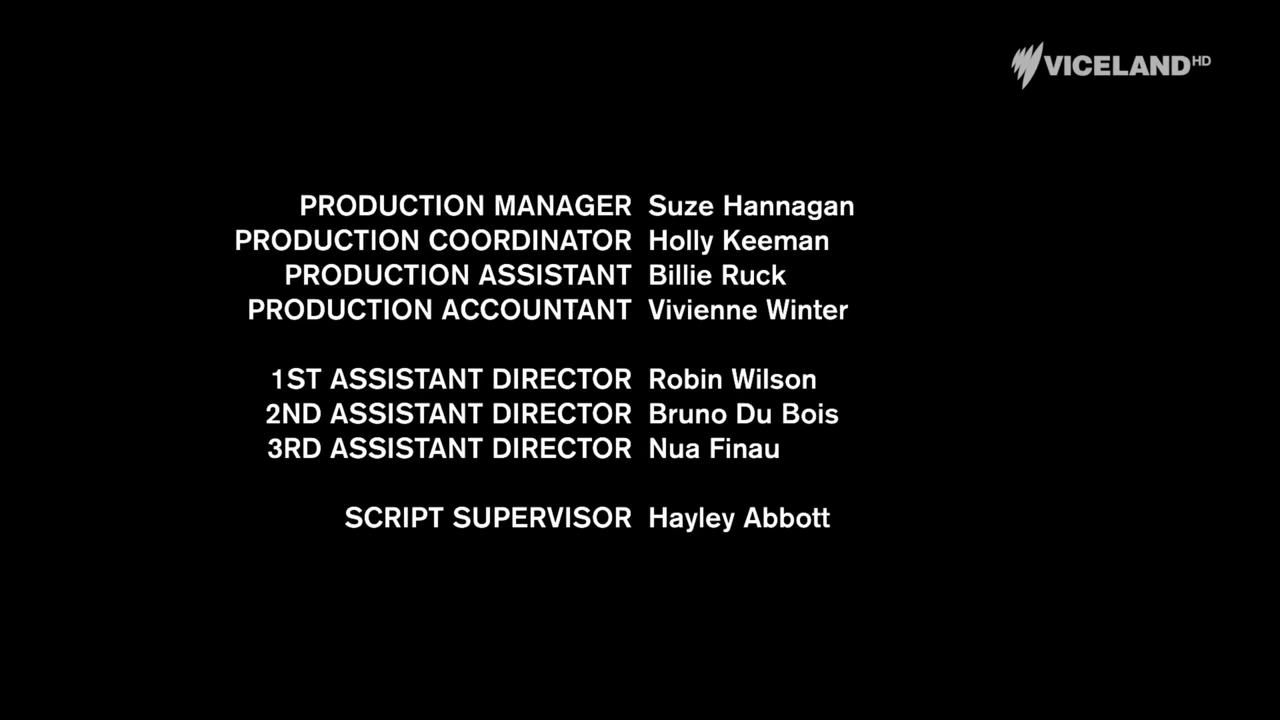 VICELAND HD
PRODUCTION MANAGER Suze Hannagan
PRODUCTION COORDINATOR Holly Keeman
PRODUCTION ASSISTANT Billie Ruck
PRODUCTION ACCOUNTANT Vivienne Winter
1ST ASSISTANT DIRECTOR Robin Wilson
2ND ASSISTANT DIRECTOR Bruno Du Bois
3RD ASSISTANT DIRECTOR Nua Finau
SCRIPT SUPERVISOR Hayley Abbott